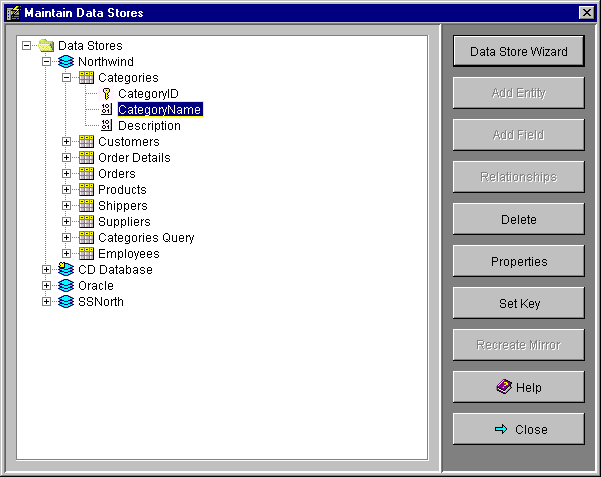 Maintain Data Stores
Data Stores
Northwind
Categories
CategoryID
CategoryName
Description
Customers
Order Details
Orders
Products
Shippers
Suppliers
Categories Query
Employees
CD Database
Oracle
SSNorth
Data Store Wizard
Add Entity
Add Field
Relationships
Delete
Properties
Set Key
Recreate Mirror
Help
Close